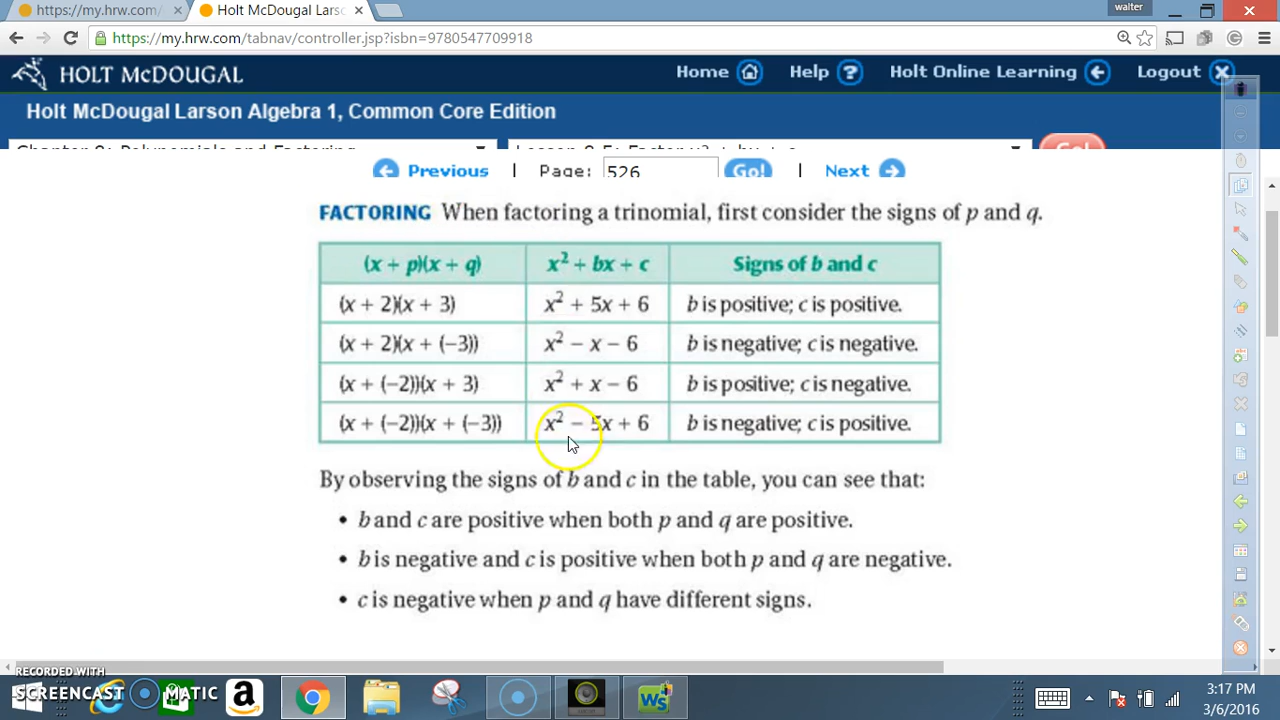 https://my.hrw.com/tabna
Holt McDougal Larson
walter
https://my.hrw.com/tabnav/controller.jsp?isbn=9780547709918
HOLT McDOUGAL
Home
Help
Holt Online Learning
Logout
Holt McDougal Larson Algebra 1, Common Core Edition
Previous | Page: 526 Go! | Next
FACTORING When factoring a trinomial, first consider the signs of p and q.
(x + p)(x + q) x² + bx + c Signs of b and c
(x + 2)(x + 3) x² + 5x + 6 b is positive; c is positive.
(x + 2)(x + (−3)) x² − x − 6 b is negative; c is negative.
(x + (−2))(x + 3) x² + x − 6 b is positive; c is negative.
(x + (−2))(x + (−3)) x² − 5x + 6 b is negative; c is positive.
By observing the signs of b and c in the table, you can see that:
• b and c are positive when both p and q are positive.
• b is negative and c is positive when both p and q are negative.
• c is negative when p and q have different signs.
RECORDED WITH
SCREENCAST MATIC
3:17 PM
3/6/2016